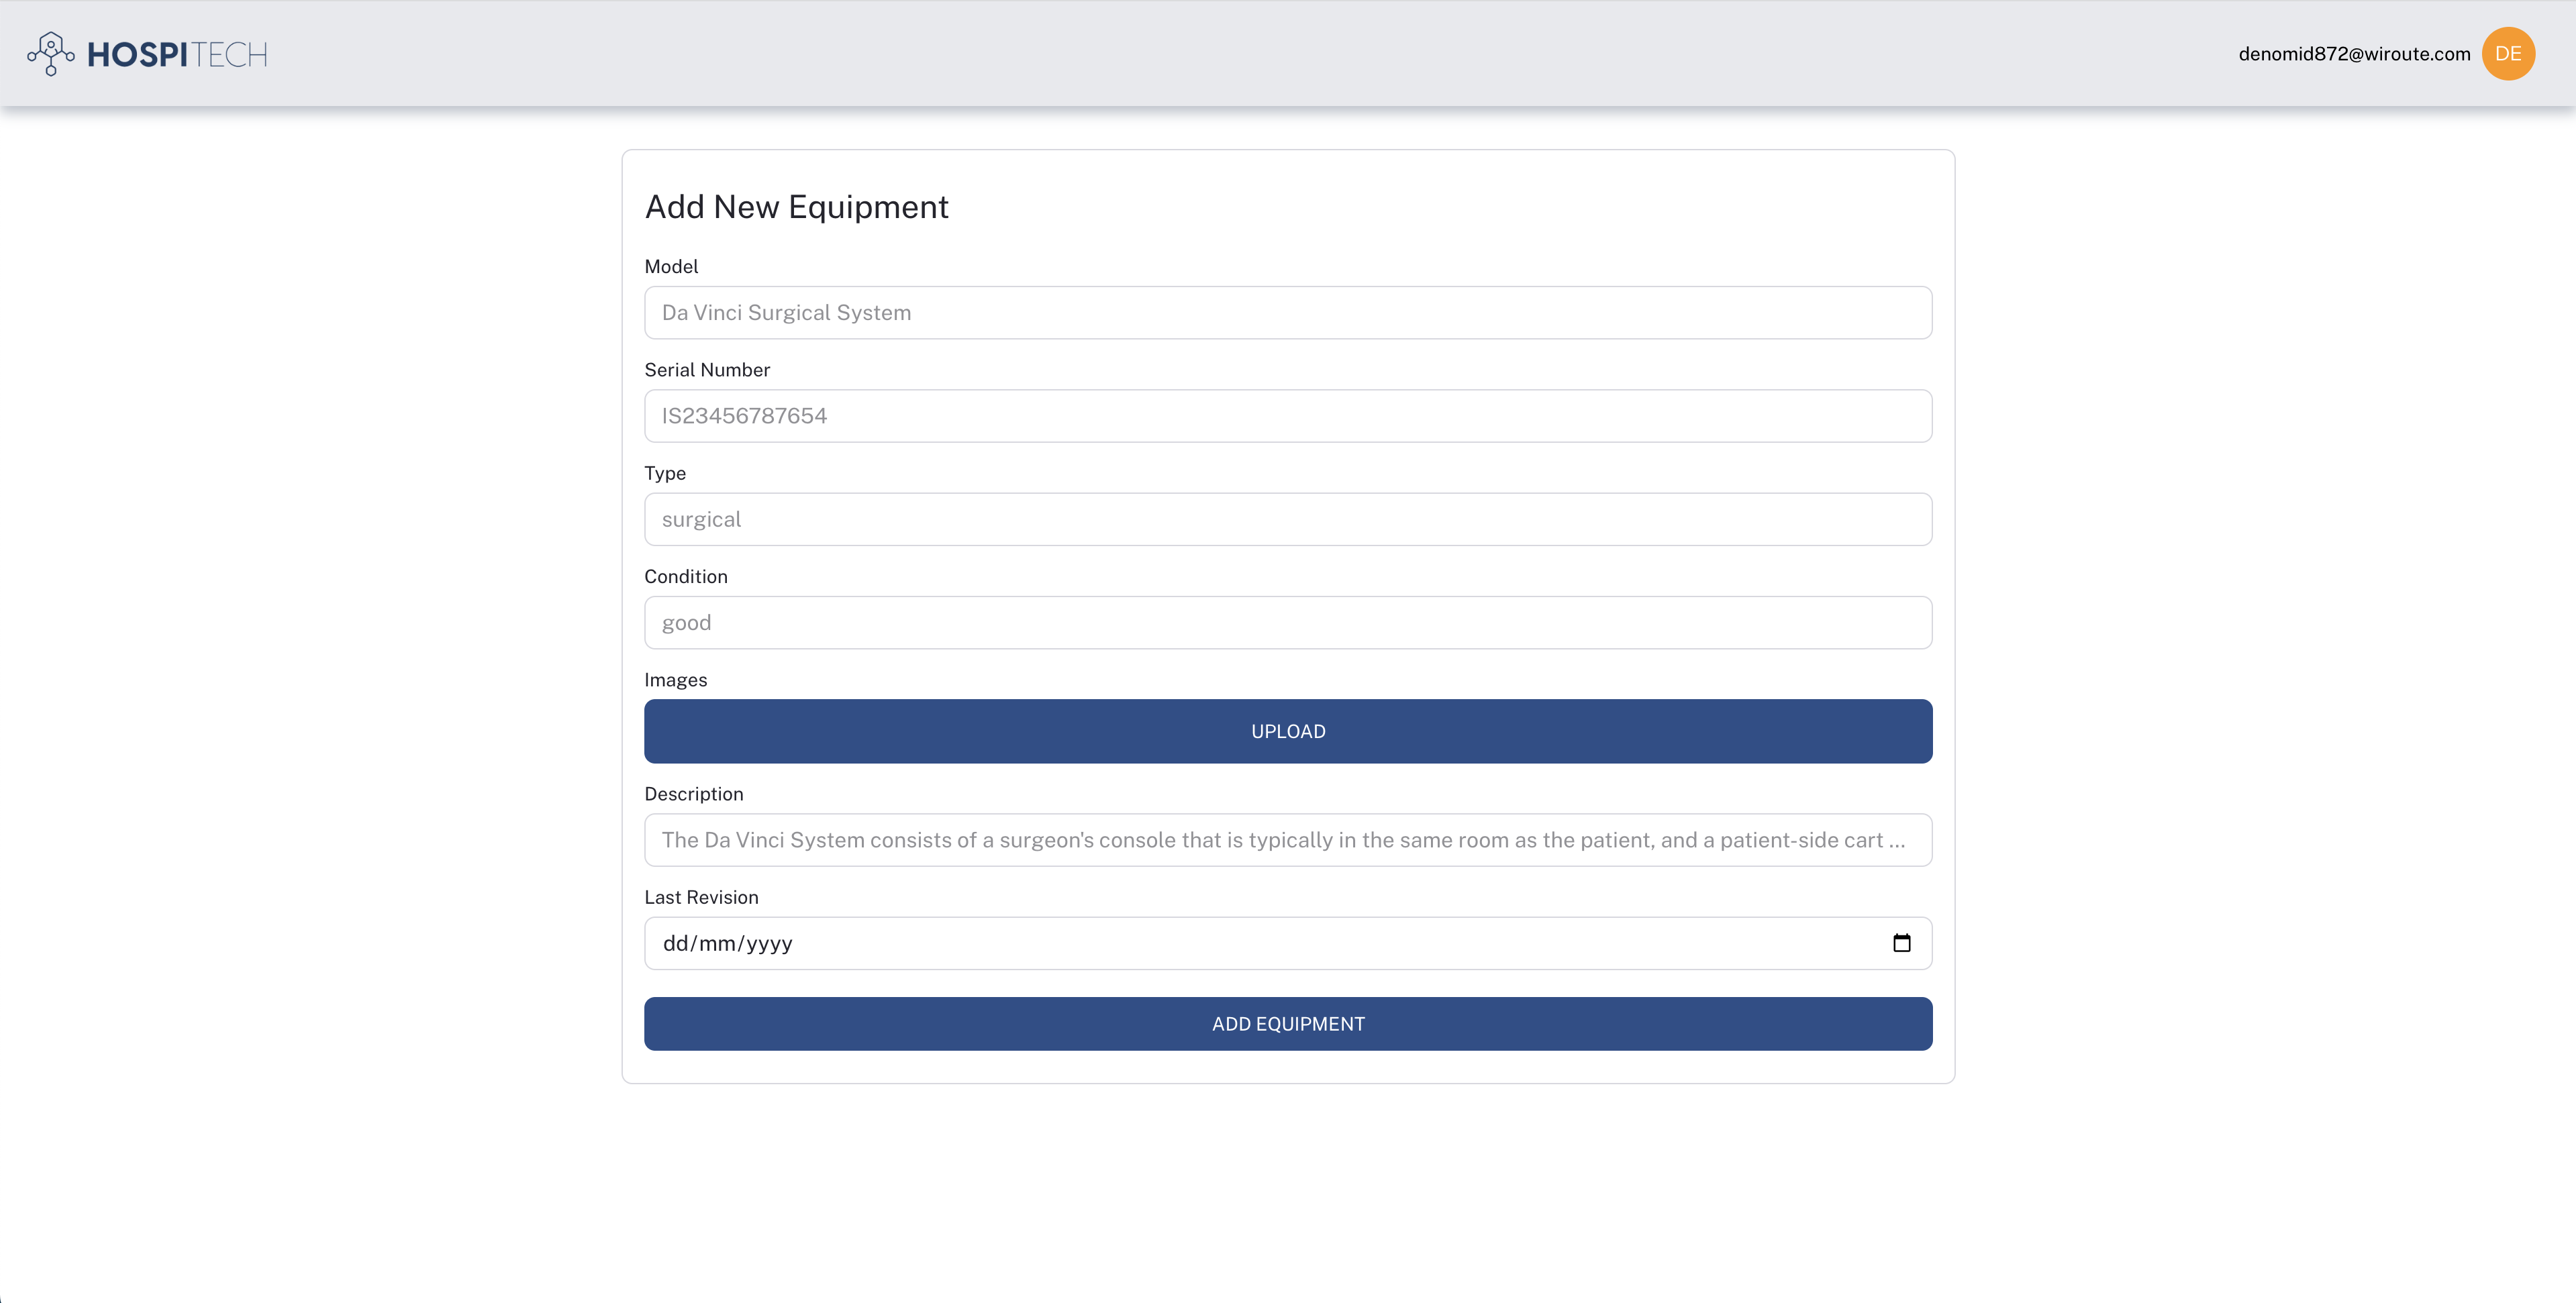 HOSPITECH
denomid872@wiroute.com DE
Add New Equipment
Model
Da Vinci Surgical System
Serial Number
IS23456787654
Type
surgical
Condition
good
Images
UPLOAD
Description
The Da Vinci System consists of a surgeon's console that is typically in the same room as the patient, and a patient-side cart ...
Last Revision
dd/mm/yyyy
ADD EQUIPMENT